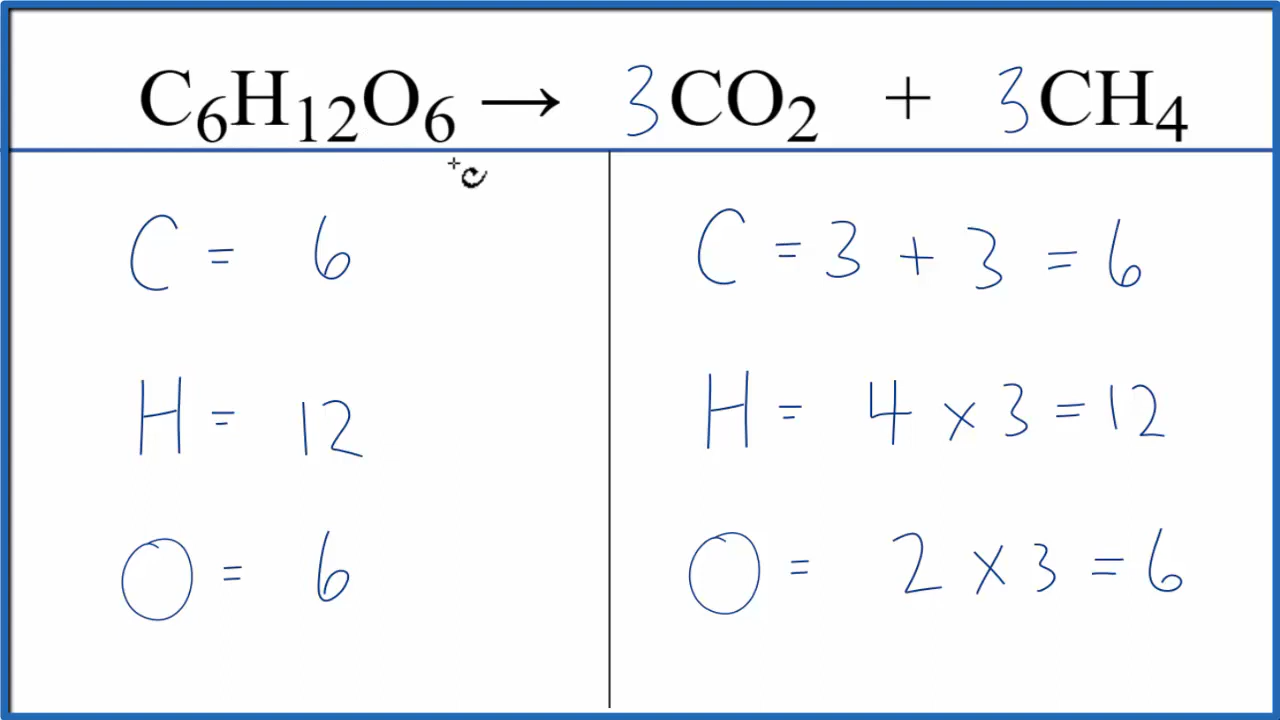 C₆H₁₂O₆ → 3CO₂ + 3CH₄
C = 6
C = 3 + 3 = 6
H = 12
H = 4 × 3 = 12
O = 6
O = 2 × 3 = 6